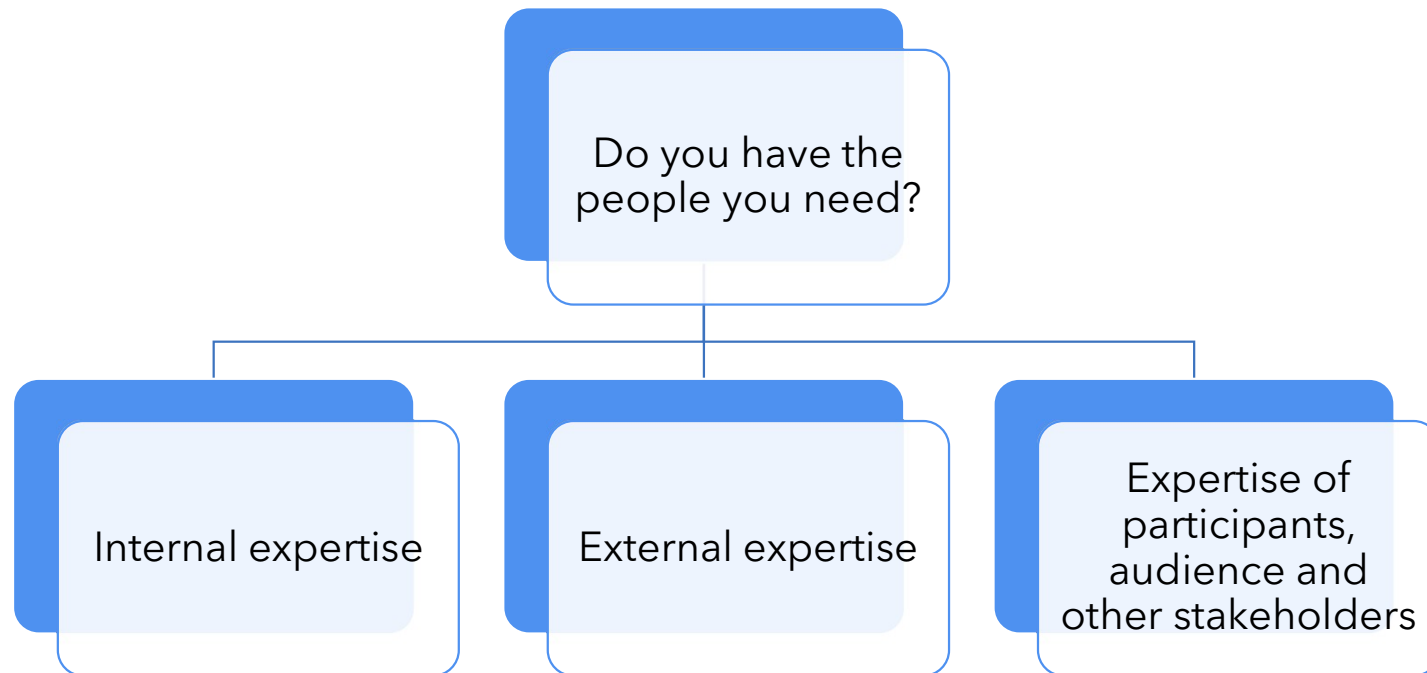 Do you have the
people you need?
Internal expertise
External expertise
Expertise of
participants,
audience and
other stakeholders